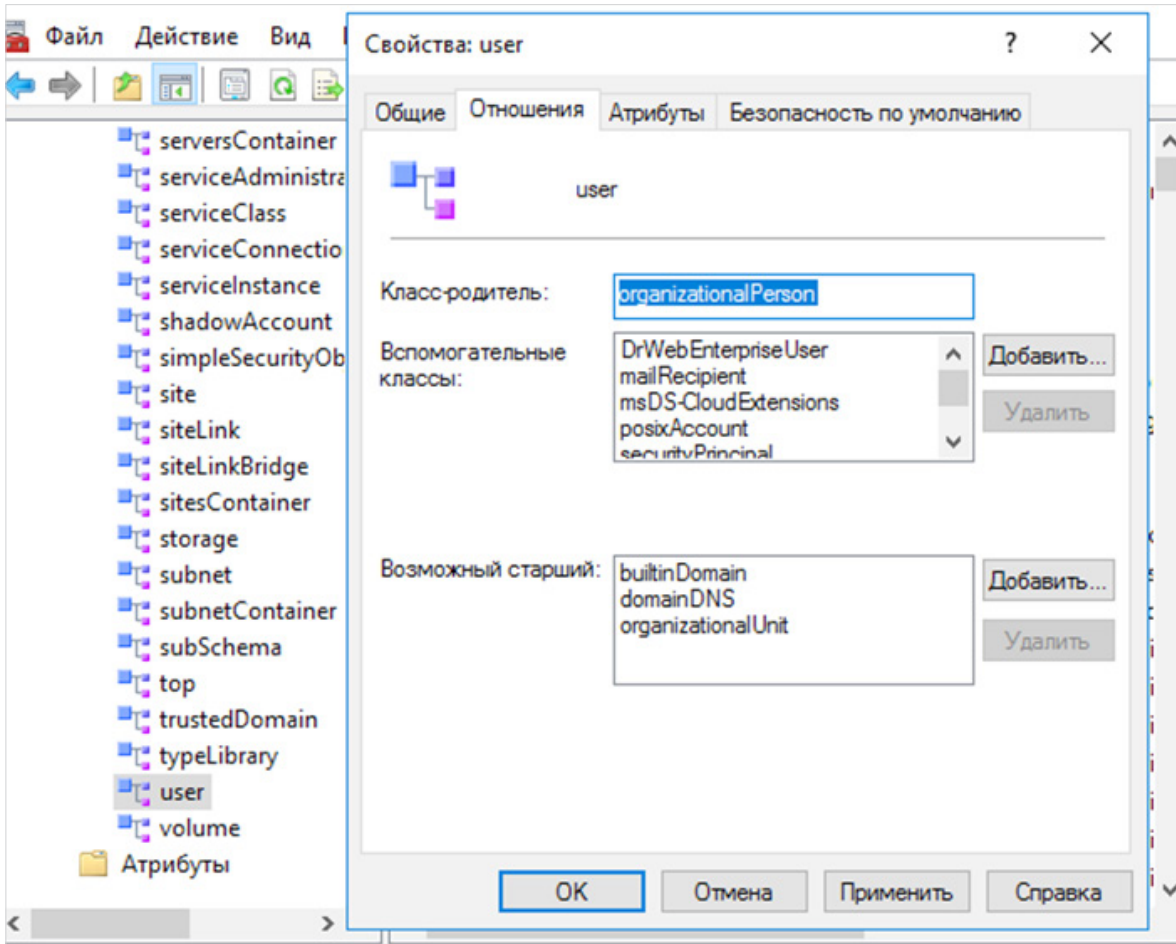 Файл Действие Вид
serversContainer
serviceAdministra
serviceClass
serviceConnectio
serviceInstance
shadowAccount
simpleSecurityOb
site
siteLink
siteLinkBridge
sitesContainer
storage
subnet
subnetContainer
subSchema
top
trustedDomain
typeLibrary
user
volume
Атрибуты
Свойства: user
Общие Отношения Атрибуты Безопасность по умолчанию
user
Класс-родитель: organizationalPerson
Вспомогательные классы:
DrWebEnterpriseUser
mailRecipient
msDS-CloudExtensions
posixAccount
securityPrincipal
Добавить...
Удалить
Возможный старший:
builtinDomain
domainDNS
organizationalUnit
Добавить...
Удалить
ОК Отмена Применить Справка